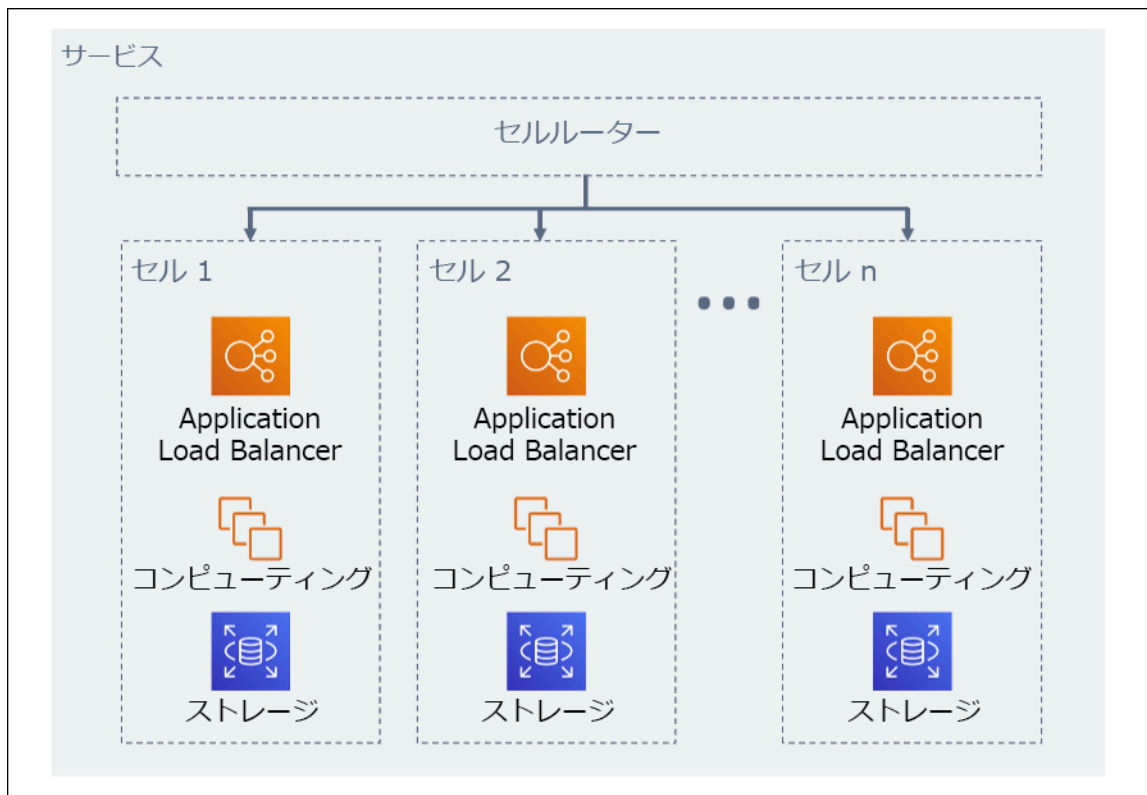 サービス
セルルーター
セル 1
Application
Load Balancer
コンピューティング
ストレージ
セル 2
Application
Load Balancer
コンピューティング
ストレージ
セル n
Application
Load Balancer
コンピューティング
ストレージ